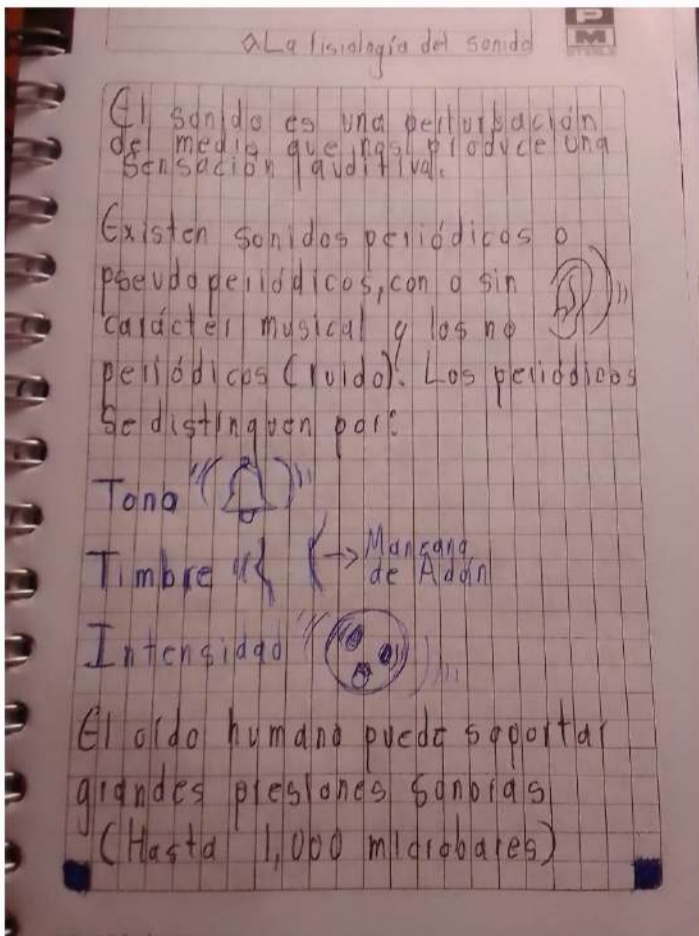 P
M
a La fisiología del sonido
El sonido es una perturbación
del medio que nos produce una
sensación auditiva.
Existen sonidos periódicos o
pseudoperiódicos, con o sin
carácter musical y los no
periódicos (ruido). Los periódicos
se distinguen por:
Tono
Timbre → Manzana
de Adán
Intensidad
El oído humano puede soportar
grandes presiones sonoras
(Hasta 1,000 microbares)